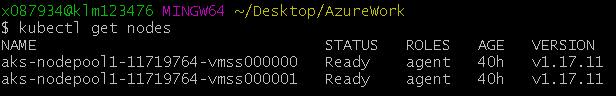 x087934@klm123476 MINGW64 ~/Desktop/AzureWork
$ kubectl get nodes
NAME STATUS ROLES AGE VERSION
aks-nodepool1-11719764-vmss000000 Ready agent 40h v1.17.11
aks-nodepool1-11719764-vmss000001 Ready agent 40h v1.17.11